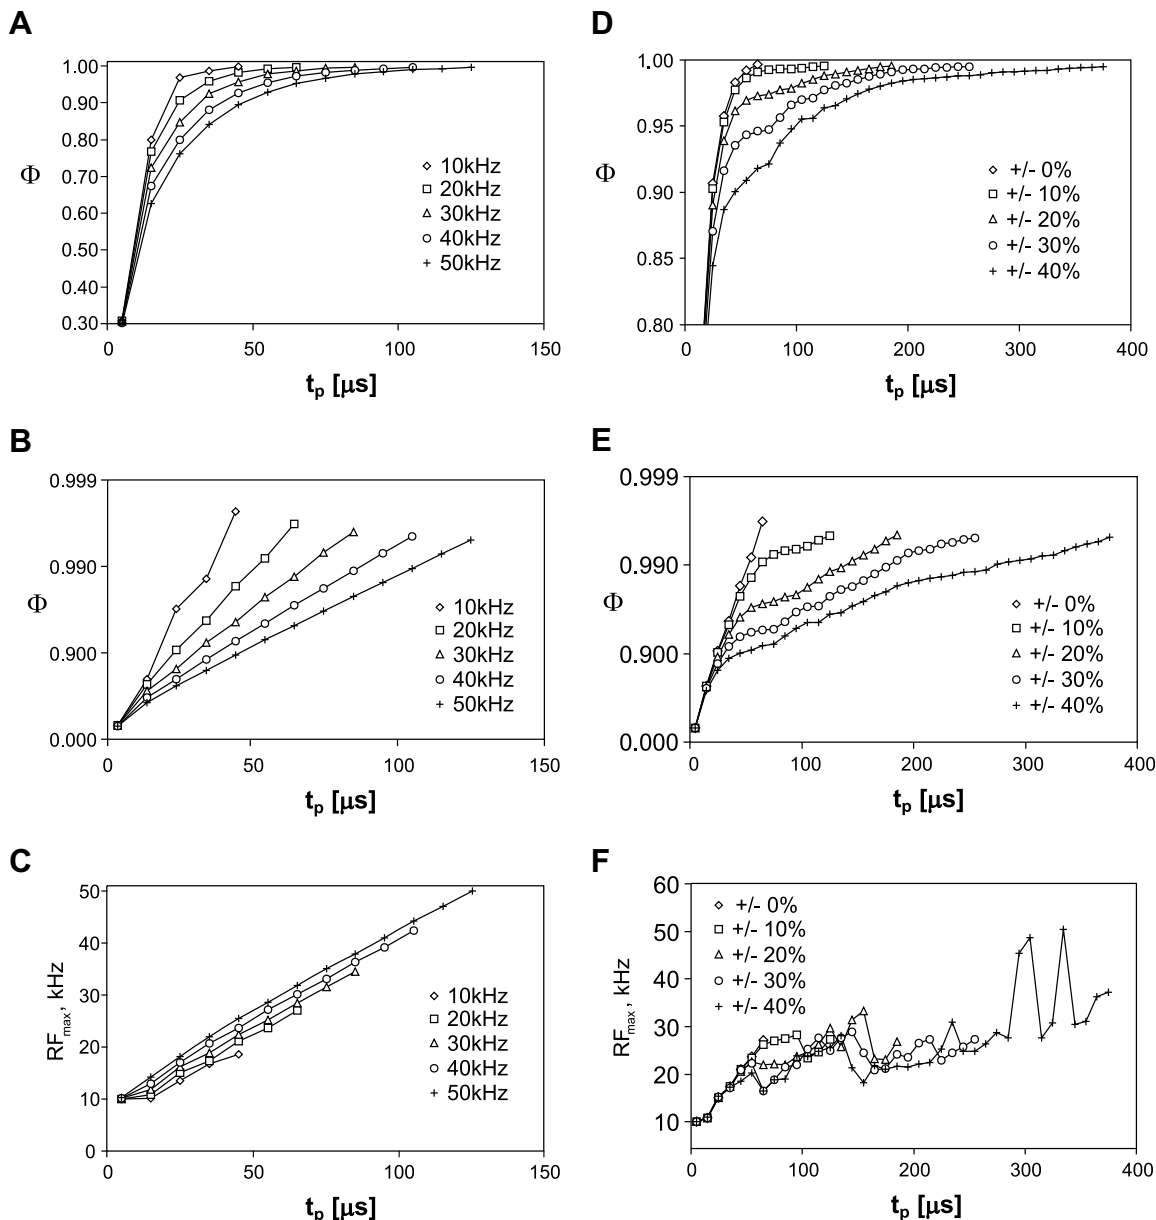 A
1.00
0.90
0.80
0.70
0.60
0.50
0.40
0.30
Φ
10kHz
20kHz
30kHz
40kHz
50kHz
0 50 100 150
tp [μs]
B
0.999
0.990
0.900
0.000
Φ
10kHz
20kHz
30kHz
40kHz
50kHz
0 50 100 150
tp [μs]
C
50
40
30
20
10
0
RFmax, kHz
10kHz
20kHz
30kHz
40kHz
50kHz
0 50 100 150
tp [μs]
D
1.00
0.95
0.90
0.85
0.80
Φ
+/- 0%
+/- 10%
+/- 20%
+/- 30%
+/- 40%
0 100 200 300 400
tp [μs]
E
0.999
0.990
0.900
0.000
Φ
+/- 0%
+/- 10%
+/- 20%
+/- 30%
+/- 40%
0 100 200 300 400
tp [μs]
F
60
50
40
30
20
10
RFmax, kHz
+/- 0%
+/- 10%
+/- 20%
+/- 30%
+/- 40%
0 100 200 300 400
tp [μs]